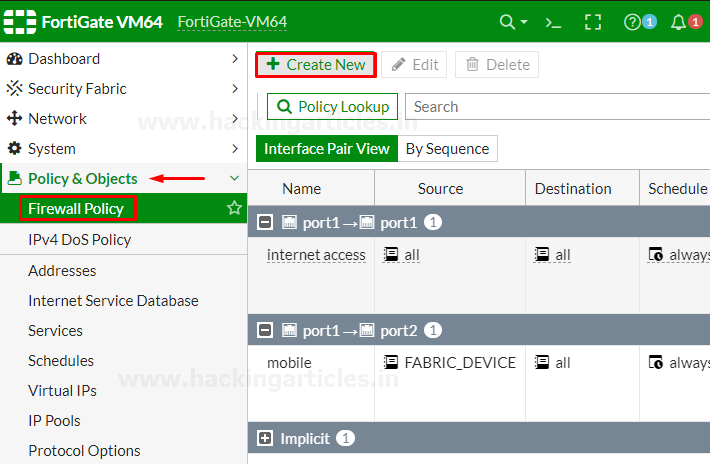 FortiGate VM64 FortiGate-VM64 1 1
Dashboard
Security Fabric
Network
System
Policy & Objects
Firewall Policy
IPv4 DoS Policy
Addresses
Internet Service Database
Services
Schedules
Virtual IPs
IP Pools
Protocol Options
Create New Edit Delete
Policy Lookup Search
www.hackingarticles.in
Interface Pair View By Sequence
Name Source Destination Schedule
port1→ port1 1
internet access all all always
port1→ port2 1
mobile FABRIC_DEVICE all always
www.hackingarticles.in
Implicit 1